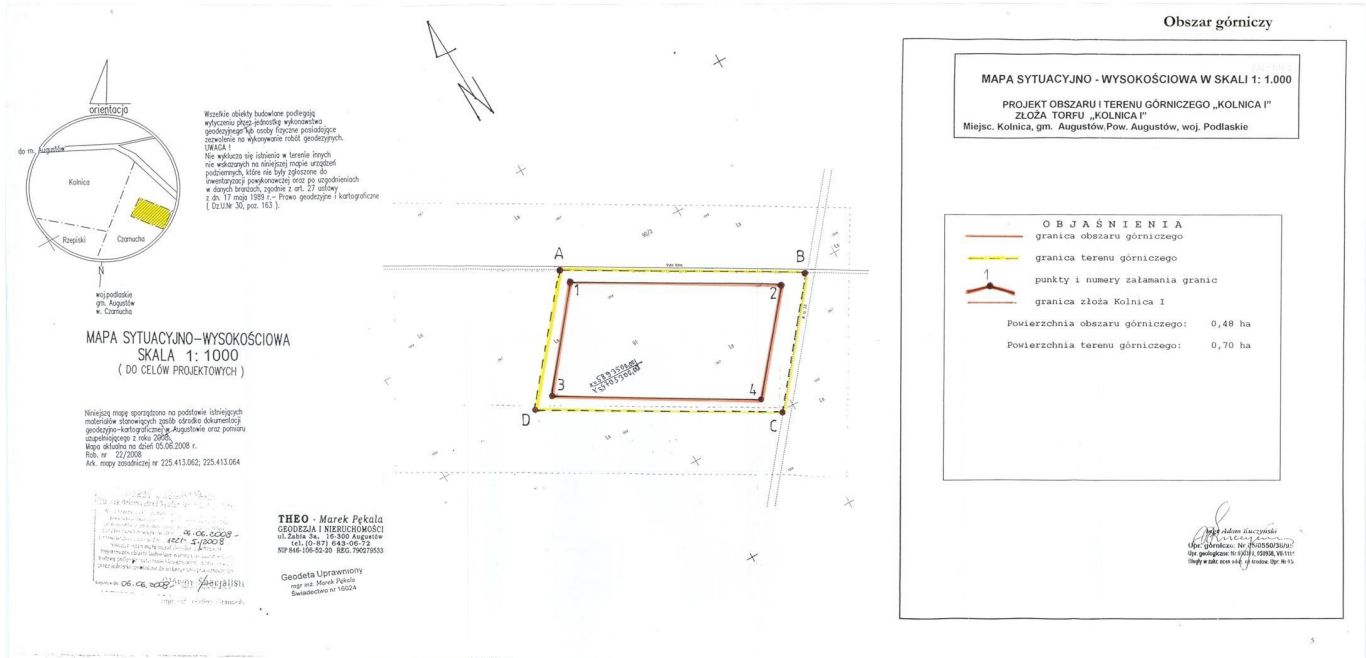 Obszar górniczy
orientacja
do m. Augustów
Kolnica
Rzepiski
Czarnucha
N
woj.podlaskie
gm. Augustów
w. Czarnucha
Wszelkie obiekty budowlane podlegają
wytyczeniu przez jednostkę wykonawstwa
geodezyjnego lub osoby fizyczne posiadające
zezwolenie na wykonywanie robót geodezyjnych.
UWAGA !
Nie wyklucza się istnienia w terenie innych
nie wskazanych na niniejszej mapie urządzeń
podziemnych, które nie były zgłoszone do
inwentaryzacji powykonawczej oraz po uzgodnieniach
w danych branżach, zgodnie z art. 27 ustawy
z dn. 17 maja 1989 r.- Prawo geodezyjne i kartograficzne
( Dz.U.Nr 30, poz. 163 ).
MAPA SYTUACYJNO-WYSOKOŚCIOWA
SKALA 1: 1000
( DO CELÓW PROJEKTOWYCH )
Niniejszą mapę sporządzono na podstawie istniejących
materiałów stanowiących zasób ośrodka dokumentacji
geodezyjno-kartograficznej w Augustowie oraz pomiaru
uzupełniającego z roku 2008.
Mapa aktualna na dzień 05.06.2008 r.
Rob. nr 22/2008
Ark. mapy zasadniczej nr 225.413.062; 225.413.064
06.06.2008
06.06.2008
THEO - Marek Pękala
GEODEZJA I NIERUCHOMOŚCI
ul. Żabia 3a, 16-300 Augustów
tel. (0-87) 643-06-72
NIP 846-106-52-20 REG. 790279533
Geodeta Uprawniony
mgr inż. Marek Pękala
Świadectwo nr 16024
N
A
B
1
2
3
4
D
C
MAPA SYTUACYJNO - WYSOKOŚCIOWA W SKALI 1: 1.000
PROJEKT OBSZARU I TERENU GÓRNICZEGO „KOLNICA I”
ZŁOŻA TORFU „KOLNICA I”
Miejsc. Kolnica, gm. Augustów, Pow. Augustów, woj. Podlaskie
OBJAŚNIENIA
granica obszaru górniczego
granica terenu górniczego
1
punkty i numery załamania granic
granica złoża Kolnica I
Powierzchnia obszaru górniczego: 0,48 ha
Powierzchnia terenu górniczego: 0,70 ha
mgr Adam Kuczyński
5